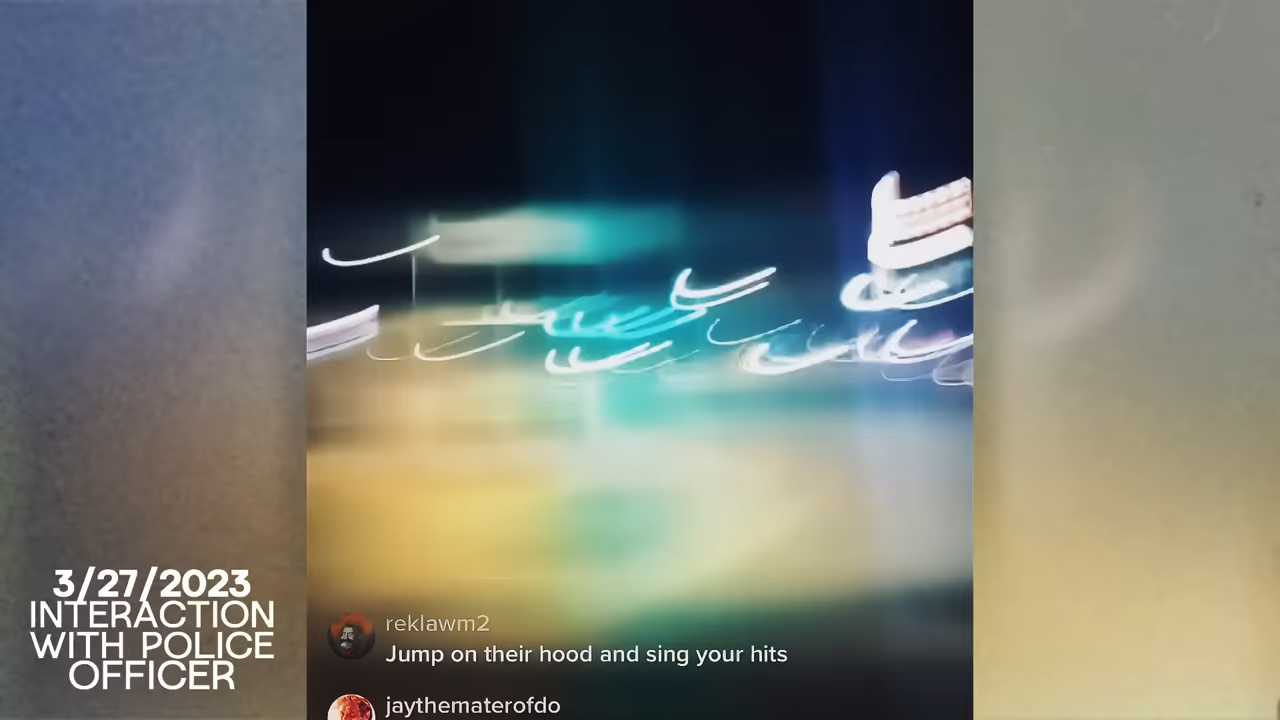 3/27/2023
INTERACTION
WITH POLICE
OFFICER
reklawm2
Jump on their hood and sing your hits
jaythematerofdo